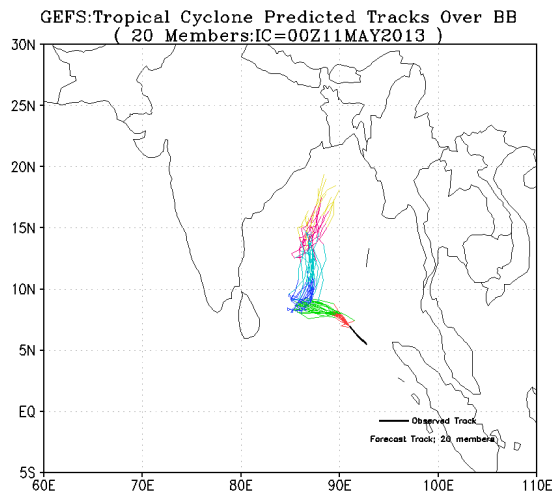 GEFS:Tropical Cyclone Predicted Tracks Over BB
( 20 Members:IC=00Z11MAY2013 )
30N
25N
20N
15N
10N
5N
EQ
5S
Observed Track
Forecast Track; 20 members
60E 70E 80E 90E 100E 110E